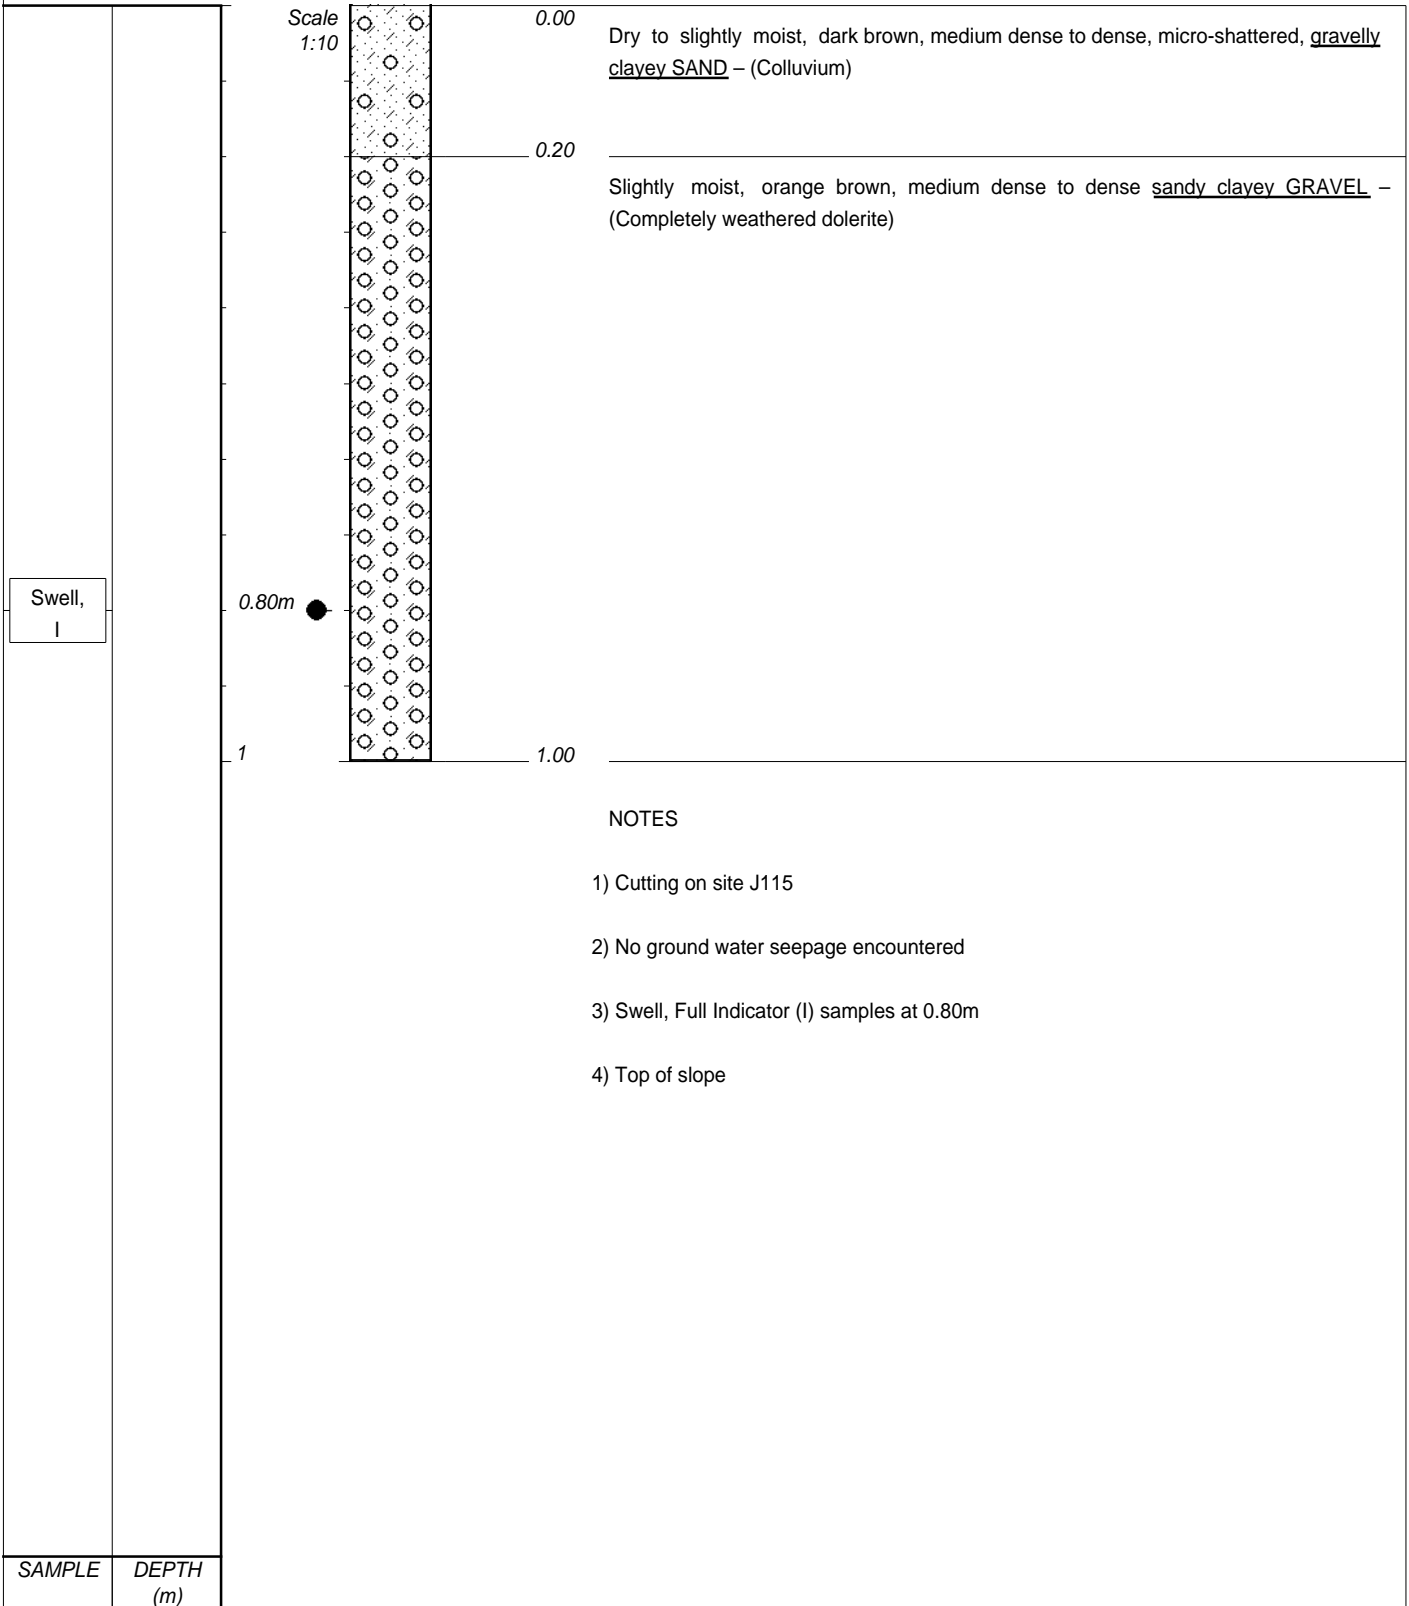 Scale
1:10
0.00
Dry to slightly moist, dark brown, medium dense to dense, micro-shattered, gravelly
clayey SAND – (Colluvium)
0.20
Slightly moist, orange brown, medium dense to dense sandy clayey GRAVEL –
(Completely weathered dolerite)
Swell,
I
0.80m
1
1.00
NOTES
1) Cutting on site J115
2) No ground water seepage encountered
3) Swell, Full Indicator (I) samples at 0.80m
4) Top of slope
SAMPLE
DEPTH
(m)